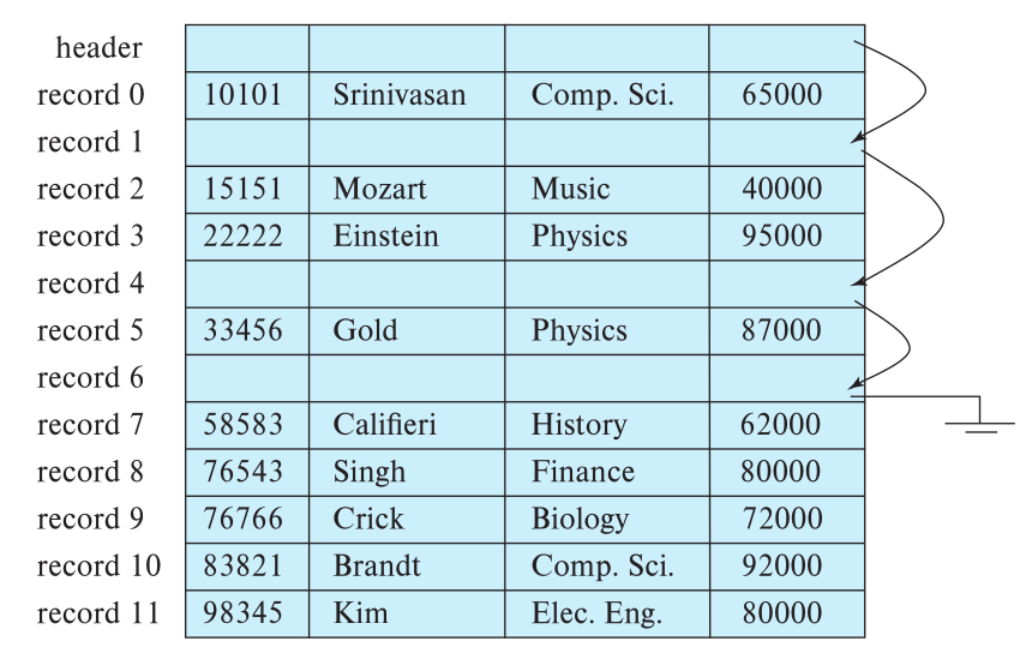 header
record 0 10101 Srinivasan Comp. Sci. 65000
record 1
record 2 15151 Mozart Music 40000
record 3 22222 Einstein Physics 95000
record 4
record 5 33456 Gold Physics 87000
record 6
record 7 58583 Califieri History 62000
record 8 76543 Singh Finance 80000
record 9 76766 Crick Biology 72000
record 10 83821 Brandt Comp. Sci. 92000
record 11 98345 Kim Elec. Eng. 80000